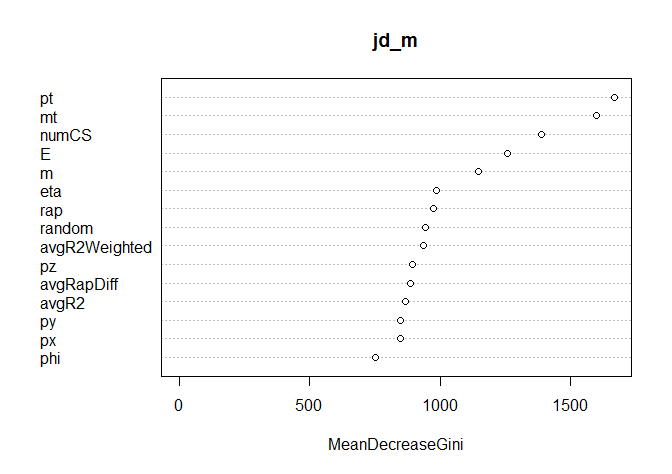 jd_m
pt
mt
numCS
E
m
eta
rap
random
avgR2Weighted
pz
avgRapDiff
avgR2
py
px
phi
0 500 1000 1500
MeanDecreaseGini